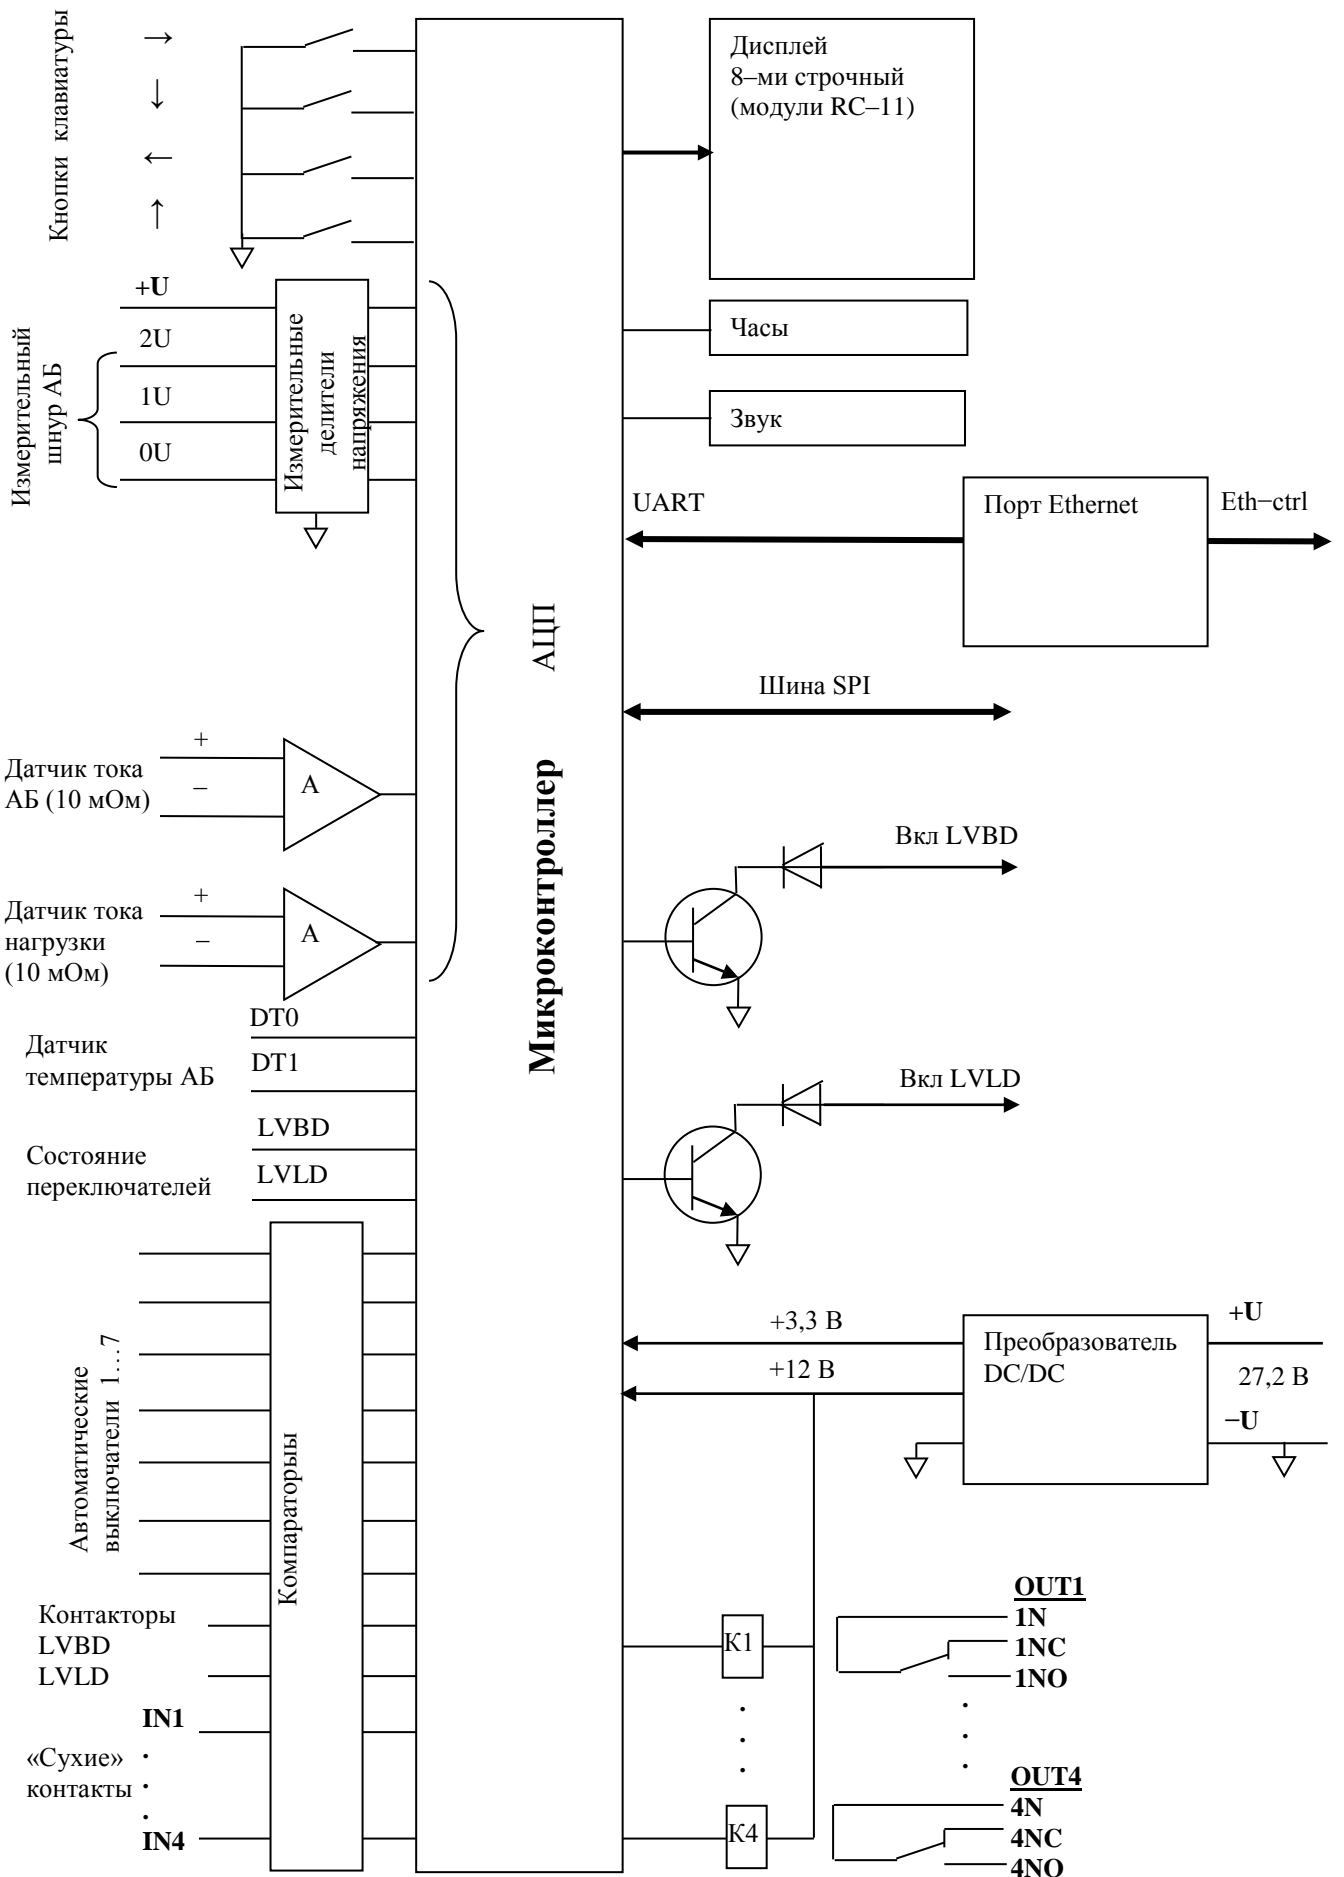 Кнопки клавиатуры
→
↓
←
↑
Дисплей
8–ми строчный
(модули RC–11)
+U
2U
1U
0U
Измерительный
шнур АБ
Измерительные
делители
напряжения
Часы
Звук
UART
Порт Ethernet
Eth−ctrl
АЦП
Шина SPI
Микроконтроллер
Датчик тока
АБ (10 мОм)
+
–
А
Вкл LVBD
Датчик тока
нагрузки
(10 мОм)
+
–
А
DT0
Датчик
температуры АБ
DT1
Вкл LVLD
LVBD
Состояние
переключателей
LVLD
Автоматические
выключатели 1…7
Компараторыы
+3,3 В
+12 В
Преобразователь
DC/DC
+U
27,2 В
−U
Контакторы
LVBD
LVLD
К1
OUT1
1N
1NC
1NO
IN1
«Сухие»
контакты
IN4
К4
OUT4
4N
4NC
4NO